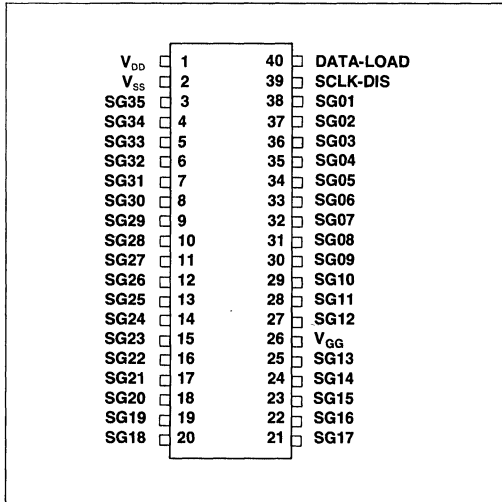 V_DD 1 40 DATA-LOAD
V_SS 2 39 SCLK-DIS
SG35 3 38 SG01
SG34 4 37 SG02
SG33 5 36 SG03
SG32 6 35 SG04
SG31 7 34 SG05
SG30 8 33 SG06
SG29 9 32 SG07
SG28 10 31 SG08
SG27 11 30 SG09
SG26 12 29 SG10
SG25 13 28 SG11
SG24 14 27 SG12
SG23 15 26 V_GG
SG22 16 25 SG13
SG21 17 24 SG14
SG20 18 23 SG15
SG19 19 22 SG16
SG18 20 21 SG17